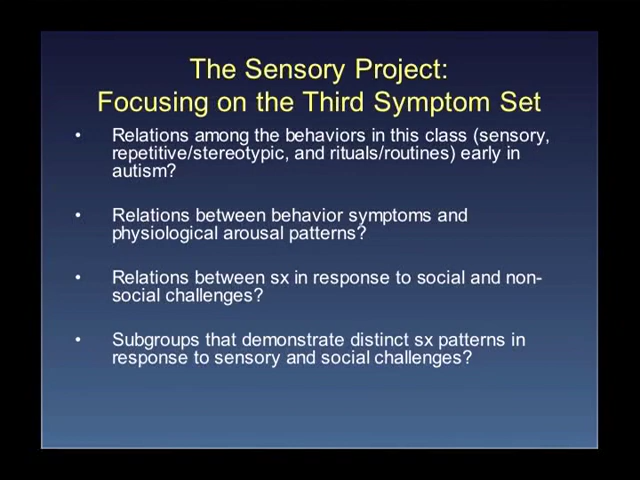 The Sensory Project:
Focusing on the Third Symptom Set
• Relations among the behaviors in this class (sensory,
repetitive/stereotypic, and rituals/routines) early in
autism?
• Relations between behavior symptoms and
physiological arousal patterns?
• Relations between sx in response to social and non-
social challenges?
• Subgroups that demonstrate distinct sx patterns in
response to sensory and social challenges?